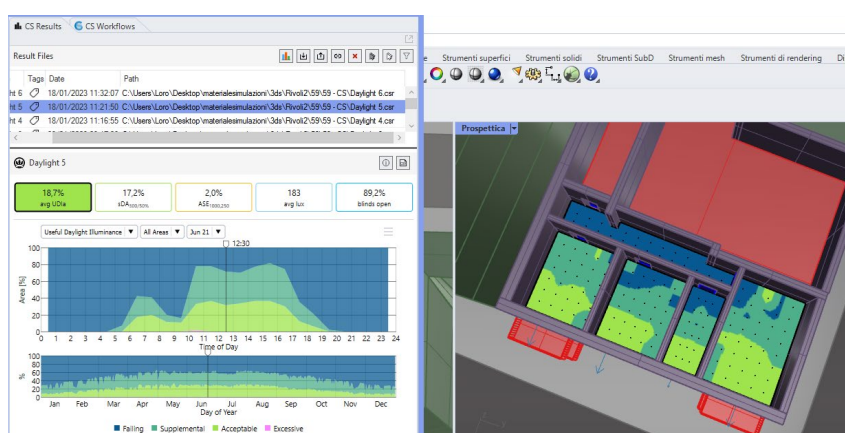 CS Results CS Workflows
Result Files
Tags Date Path
ht 6 18/01/2023 11:32:07 C:\Users\Loro\Desktop\materialesimulazioni\3ds\Rivoli2\59\59 - CS\Daylight 6.csr
ht 5 18/01/2023 11:21:50 C:\Users\Loro\Desktop\materialesimulazioni\3ds\Rivoli2\59\59 - CS\Daylight 5.csr
ht 4 18/01/2023 11:16:55 C:\Users\Loro\Desktop\materialesimulazioni\3ds\Rivoli2\59\59 - CS\Daylight 4.csr
Daylight 5
18,7% 17,2% 2,0% 183 89,2%
avg UDIa sDA300/50% ASE1000,250 avg lux blinds open
Useful Daylight Illuminance All Areas Jun 21
12:30
100
80
60
40
20
0
Area [%]
0 1 2 3 4 5 6 7 8 9 10 11 12 13 14 15 16 17 18 19 20 21 22 23 24
Time of Day
100
80
60
40
20
0
%
Jan Feb Mar Apr May Jun Jul Aug Sep Oct Nov Dec
Day of Year
Failing Supplemental Acceptable Excessive
e Strumenti superfici Strumenti solidi Strumenti SubD Strumenti mesh Strumenti di rendering Di
Prospettica